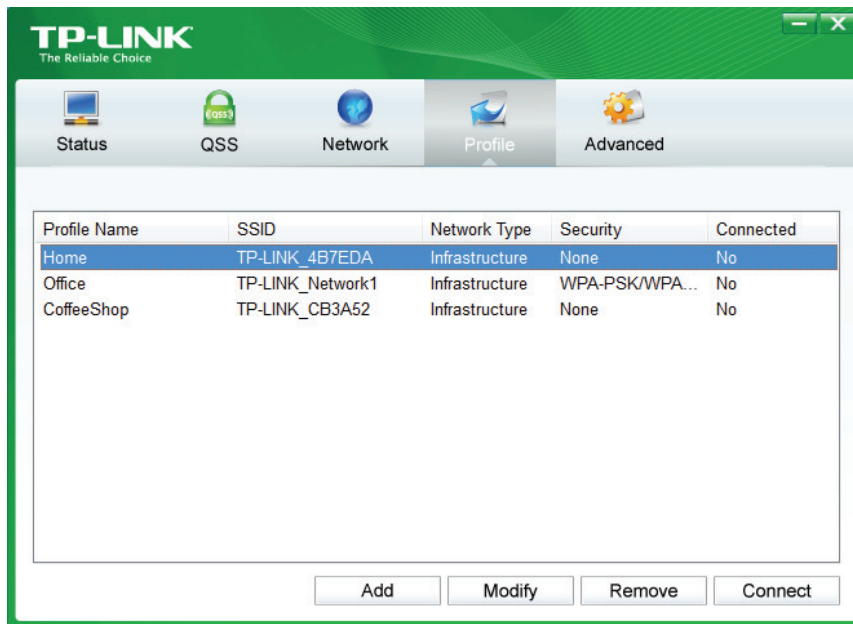 TP-LINK
The Reliable Choice
Status QSS Network Profile Advanced
Profile Name SSID Network Type Security Connected
Home TP-LINK_4B7EDA Infrastructure None No
Office TP-LINK_Network1 Infrastructure WPA-PSK/WPA... No
CoffeeShop TP-LINK_CB3A52 Infrastructure None No
Add Modify Remove Connect